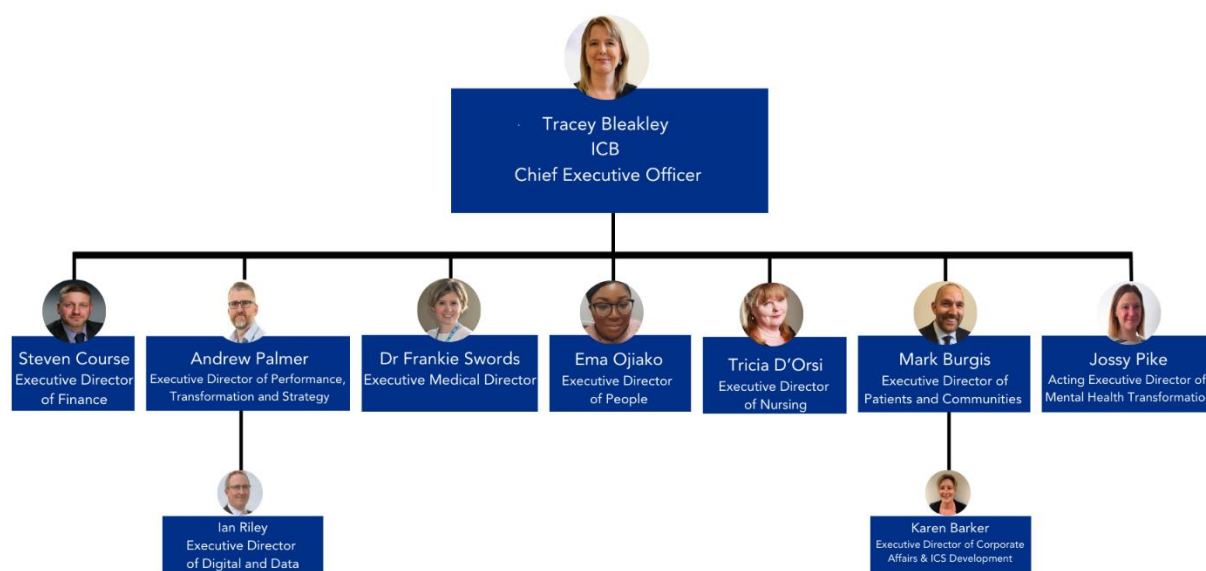 Tracey Bleakley
ICB
Chief Executive Officer
Steven Course
Executive Director
of Finance
Andrew Palmer
Executive Director of Performance,
Transformation and Strategy
Dr Frankie Swords
Executive Medical Director
Ema Ojiako
Executive Director
of People
Tricia D'Orsi
Executive Director
of Nursing
Mark Burgis
Executive Director of
Patients and Communities
Jossy Pike
Acting Executive Director of
Mental Health Transformation
Ian Riley
Executive Director
of Digital and Data
Karen Barker
Executive Director of Corporate
Affairs & ICS Development